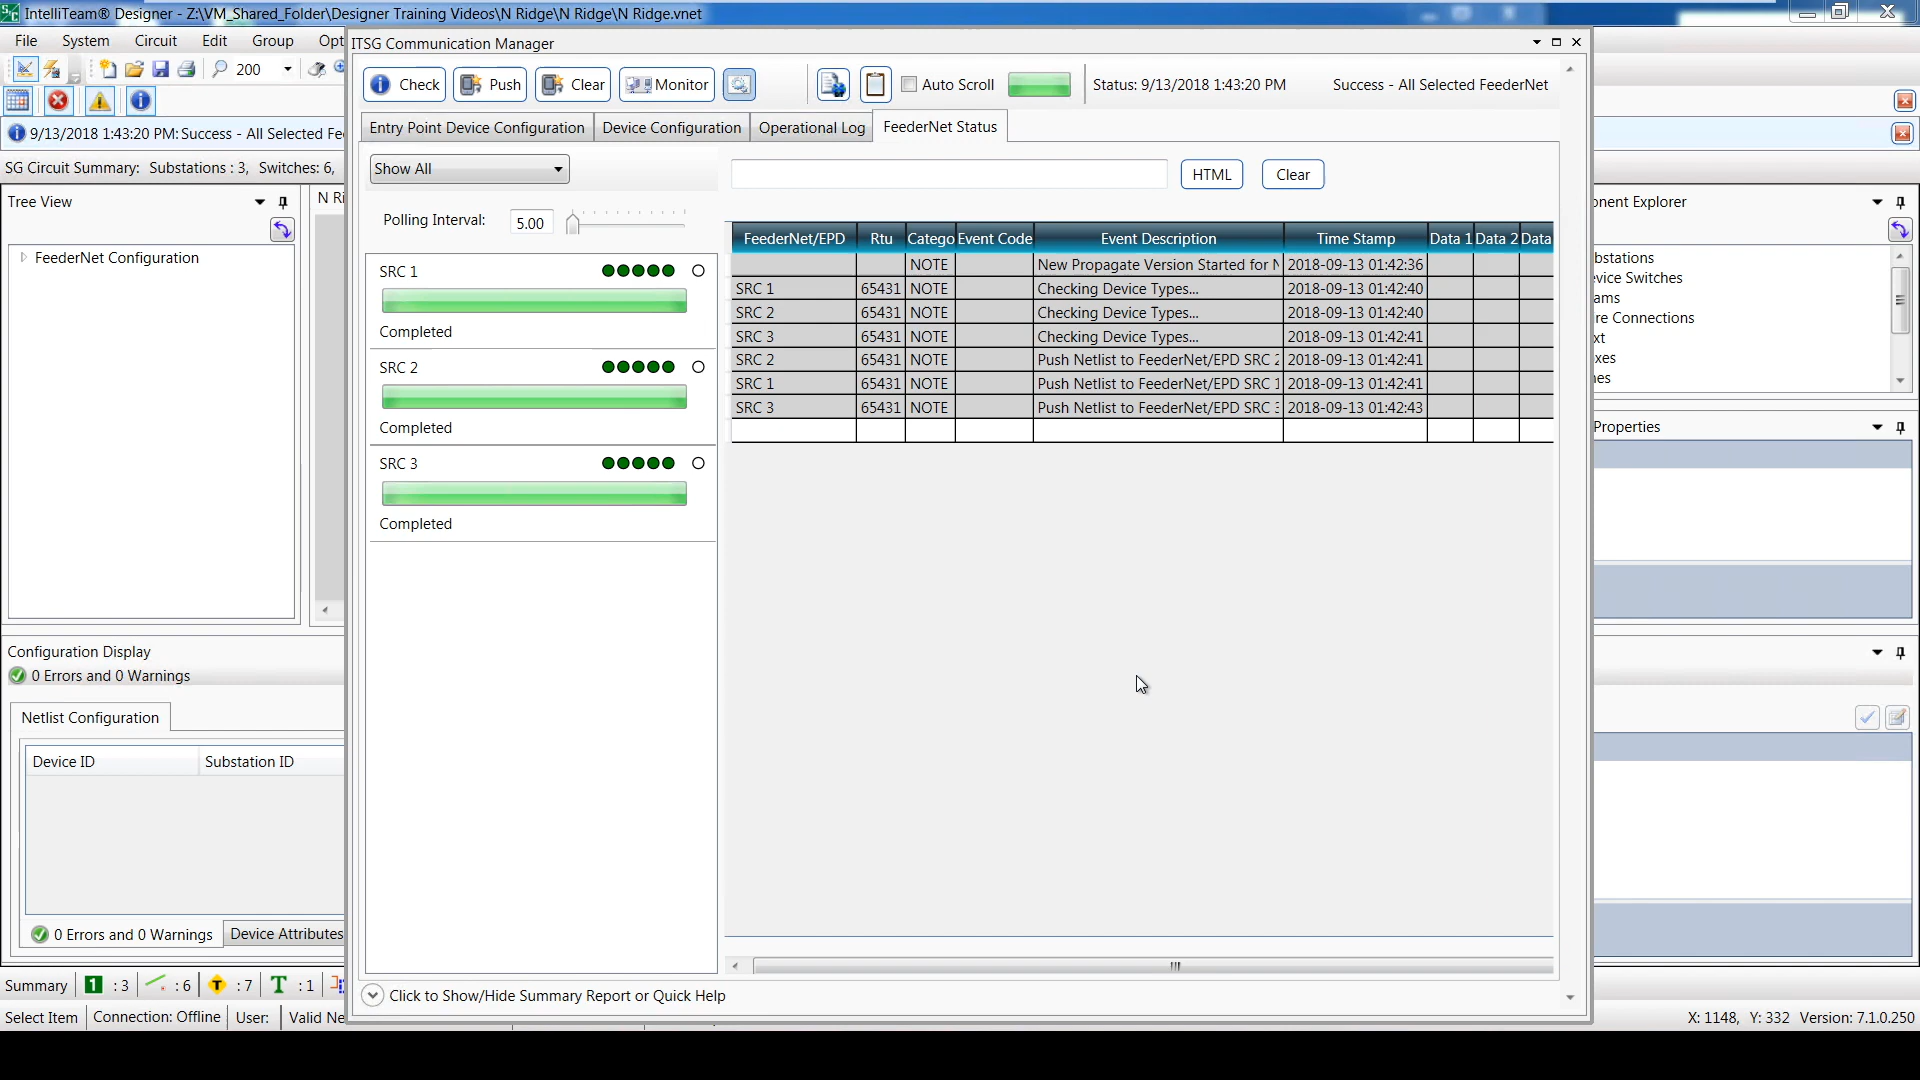 IntelliTeam® Designer - Z:\VM_Shared_Folder\Designer Training Videos\N Ridge\N Ridge\N Ridge.vnet
File System Circuit Edit Group Opt
200
9/13/2018 1:43:20 PM: Success - All Selected Fe
SG Circuit Summary: Substations : 3, Switches: 6,
Tree View
N Ri
FeederNet Configuration
Configuration Display
0 Errors and 0 Warnings
Netlist Configuration
Device ID Substation ID
0 Errors and 0 Warnings Device Attributes
Summary 1 : 3 : 6 T : 7 T : 1
Select Item Connection: Offline User: Valid Ne
ITSG Communication Manager
Check Push Clear Monitor Auto Scroll Status: 9/13/2018 1:43:20 PM Success - All Selected FeederNet
Entry Point Device Configuration Device Configuration Operational Log FeederNet Status
Show All HTML Clear
Polling Interval: 5.00
SRC 1
Completed
SRC 2
Completed
SRC 3
Completed
FeederNet/EPD Rtu Catego Event Code Event Description Time Stamp Data 1 Data 2 Data
NOTE New Propagate Version Started for N 2018-09-13 01:42:36
SRC 1 65431 NOTE Checking Device Types... 2018-09-13 01:42:40
SRC 2 65431 NOTE Checking Device Types... 2018-09-13 01:42:40
SRC 3 65431 NOTE Checking Device Types... 2018-09-13 01:42:41
SRC 2 65431 NOTE Push Netlist to FeederNet/EPD SRC 2 2018-09-13 01:42:41
SRC 1 65431 NOTE Push Netlist to FeederNet/EPD SRC 1 2018-09-13 01:42:41
SRC 3 65431 NOTE Push Netlist to FeederNet/EPD SRC 3 2018-09-13 01:42:43
Click to Show/Hide Summary Report or Quick Help
onent Explorer
bstations
evice Switches
ams
re Connections
xt
xes
nes
Properties
X: 1148, Y: 332 Version: 7.1.0.250